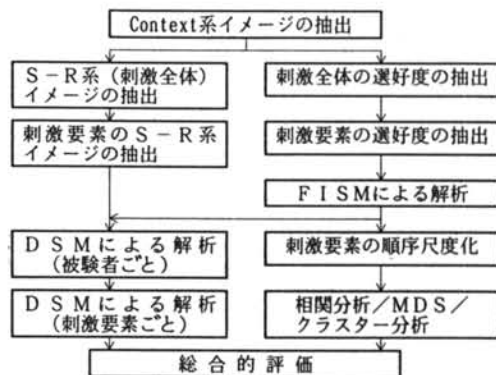 Context系イメージの抽出
S－R系（刺激全体）
イメージの抽出
刺激全体の選好度の抽出
刺激要素のS－R系
イメージの抽出
刺激要素の選好度の抽出
FISMによる解析
DSMによる解析
（被験者ごと）
刺激要素の順序尺度化
DSMによる解析
（刺激要素ごと）
相関分析／MDS／
クラスター分析
総合的評価